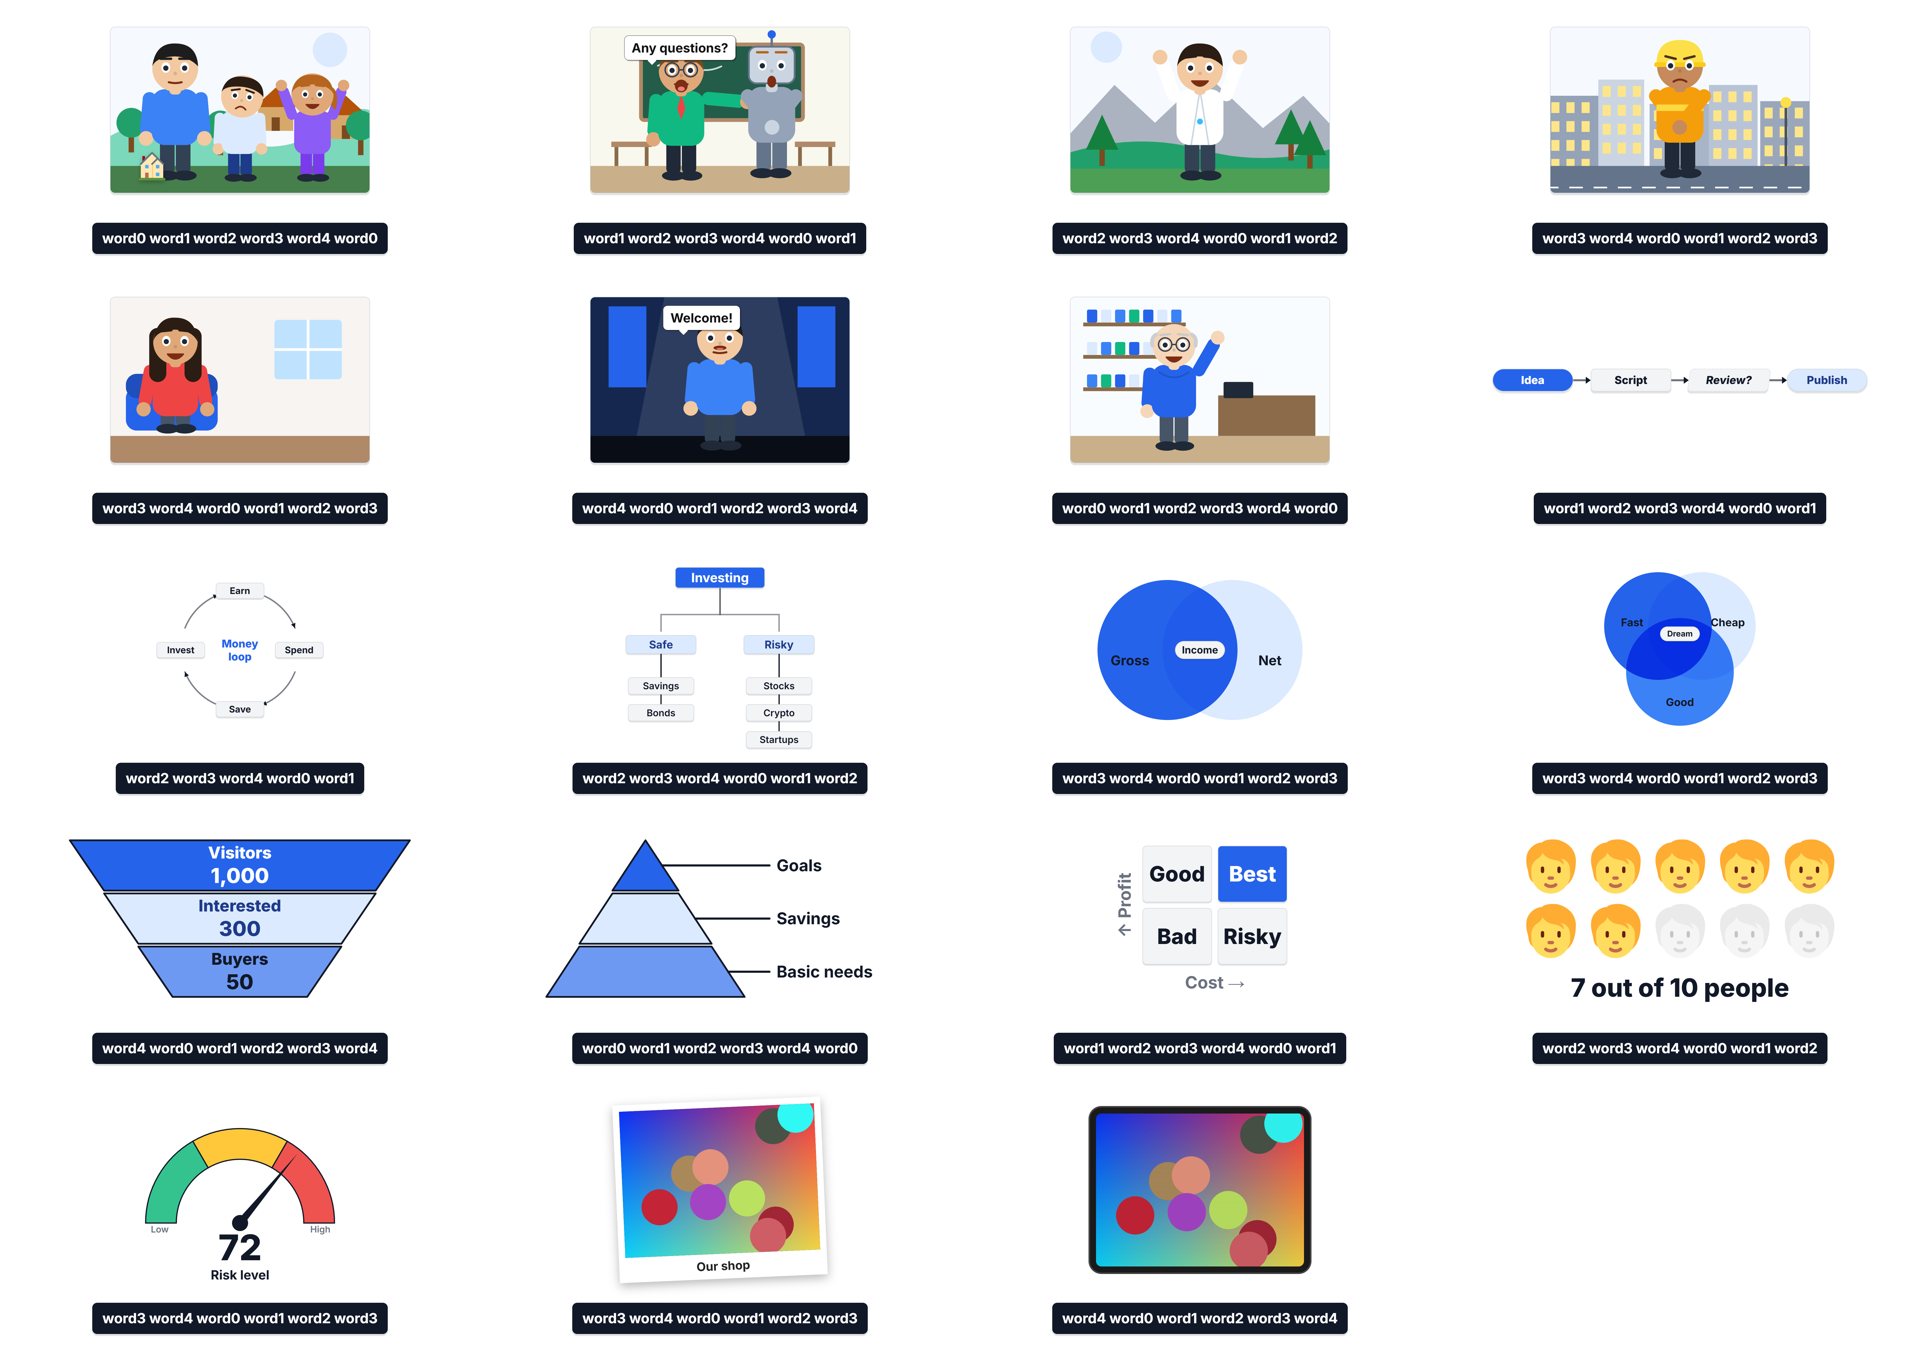 Any questions?
word0 word1 word2 word3 word4 word0
word1 word2 word3 word4 word0 word1
word2 word3 word4 word0 word1 word2
word3 word4 word0 word1 word2 word3
Welcome!
Idea
Script
Review?
Publish
word3 word4 word0 word1 word2 word3
word4 word0 word1 word2 word3 word4
word0 word1 word2 word3 word4 word0
word1 word2 word3 word4 word0 word1
Earn
Invest
Money
loop
Spend
Save
Investing
Safe
Risky
Savings
Stocks
Bonds
Crypto
Startups
Gross
Income
Net
Fast
Cheap
Dream
Good
word2 word3 word4 word0 word1
word2 word3 word4 word0 word1 word2
word3 word4 word0 word1 word2 word3
word3 word4 word0 word1 word2 word3
Visitors
1,000
Interested
300
Buyers
50
Goals
Savings
Basic needs
↑ Profit
Good
Best
Bad
Risky
Cost →
7 out of 10 people
word4 word0 word1 word2 word3 word4
word0 word1 word2 word3 word4 word0
word1 word2 word3 word4 word0 word1
word2 word3 word4 word0 word1 word2
Low
High
72
Risk level
Our shop
word3 word4 word0 word1 word2 word3
word3 word4 word0 word1 word2 word3
word4 word0 word1 word2 word3 word4